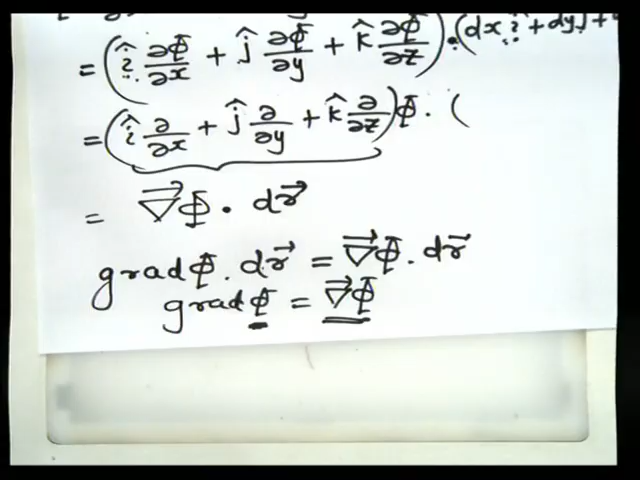 = (î ∂Φ/∂x + ĵ ∂Φ/∂y + k̂ ∂Φ/∂z) · (dx î + dy ĵ +
= (î ∂/∂x + ĵ ∂/∂y + k̂ ∂/∂z) Φ · (
= ∇⃗Φ · dr⃗
gradΦ · dr⃗ = ∇⃗Φ · dr⃗
gradΦ = ∇⃗Φ